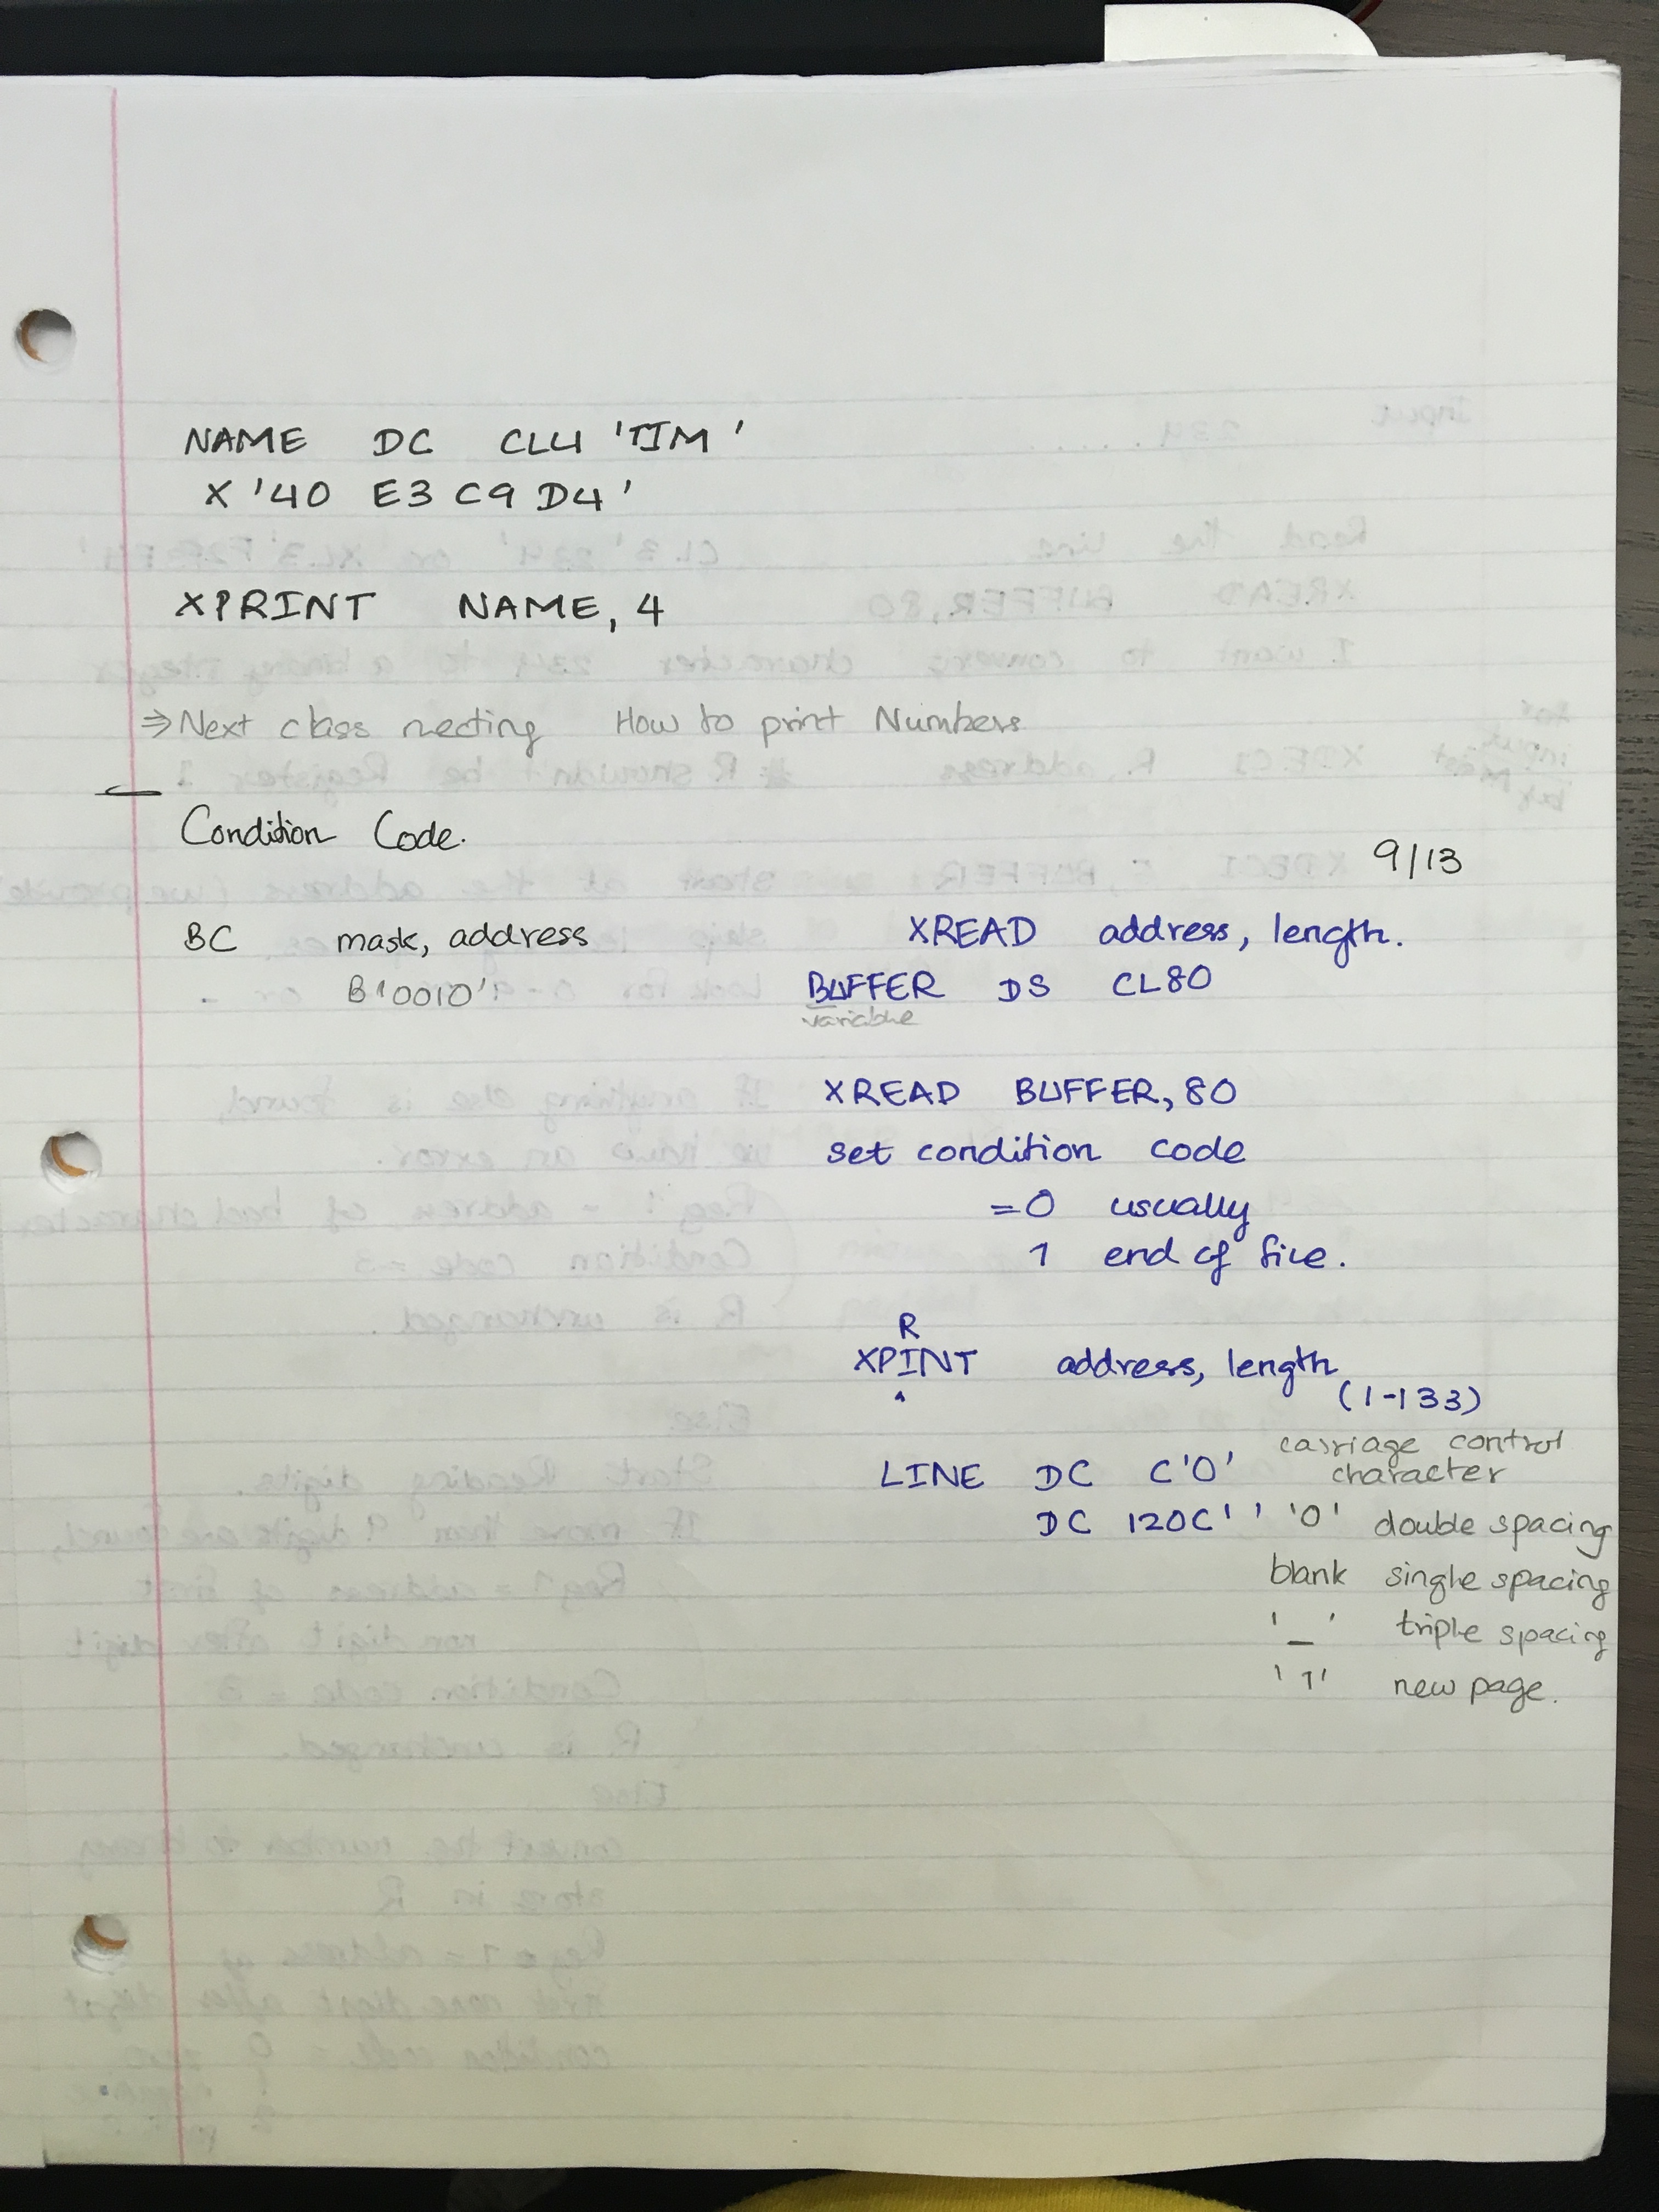 NAME DC CL4 'TIM '
X '40 E3 C9 D4'
XPRINT NAME, 4
⇒ Next class meeting How to print Numbers
Condition Code.
9/13
BC mask, address
B'0010'
XREAD address, length.
BUFFER DS CL80
variable
XREAD BUFFER, 80
set condition code
=0 usually
1 end of file.
R
XPINT address, length
(1-133)
LINE DC C'0' carriage control
character
DC 120C' ' '0' double spacing
blank single spacing
'_' triple spacing
'1' new page.